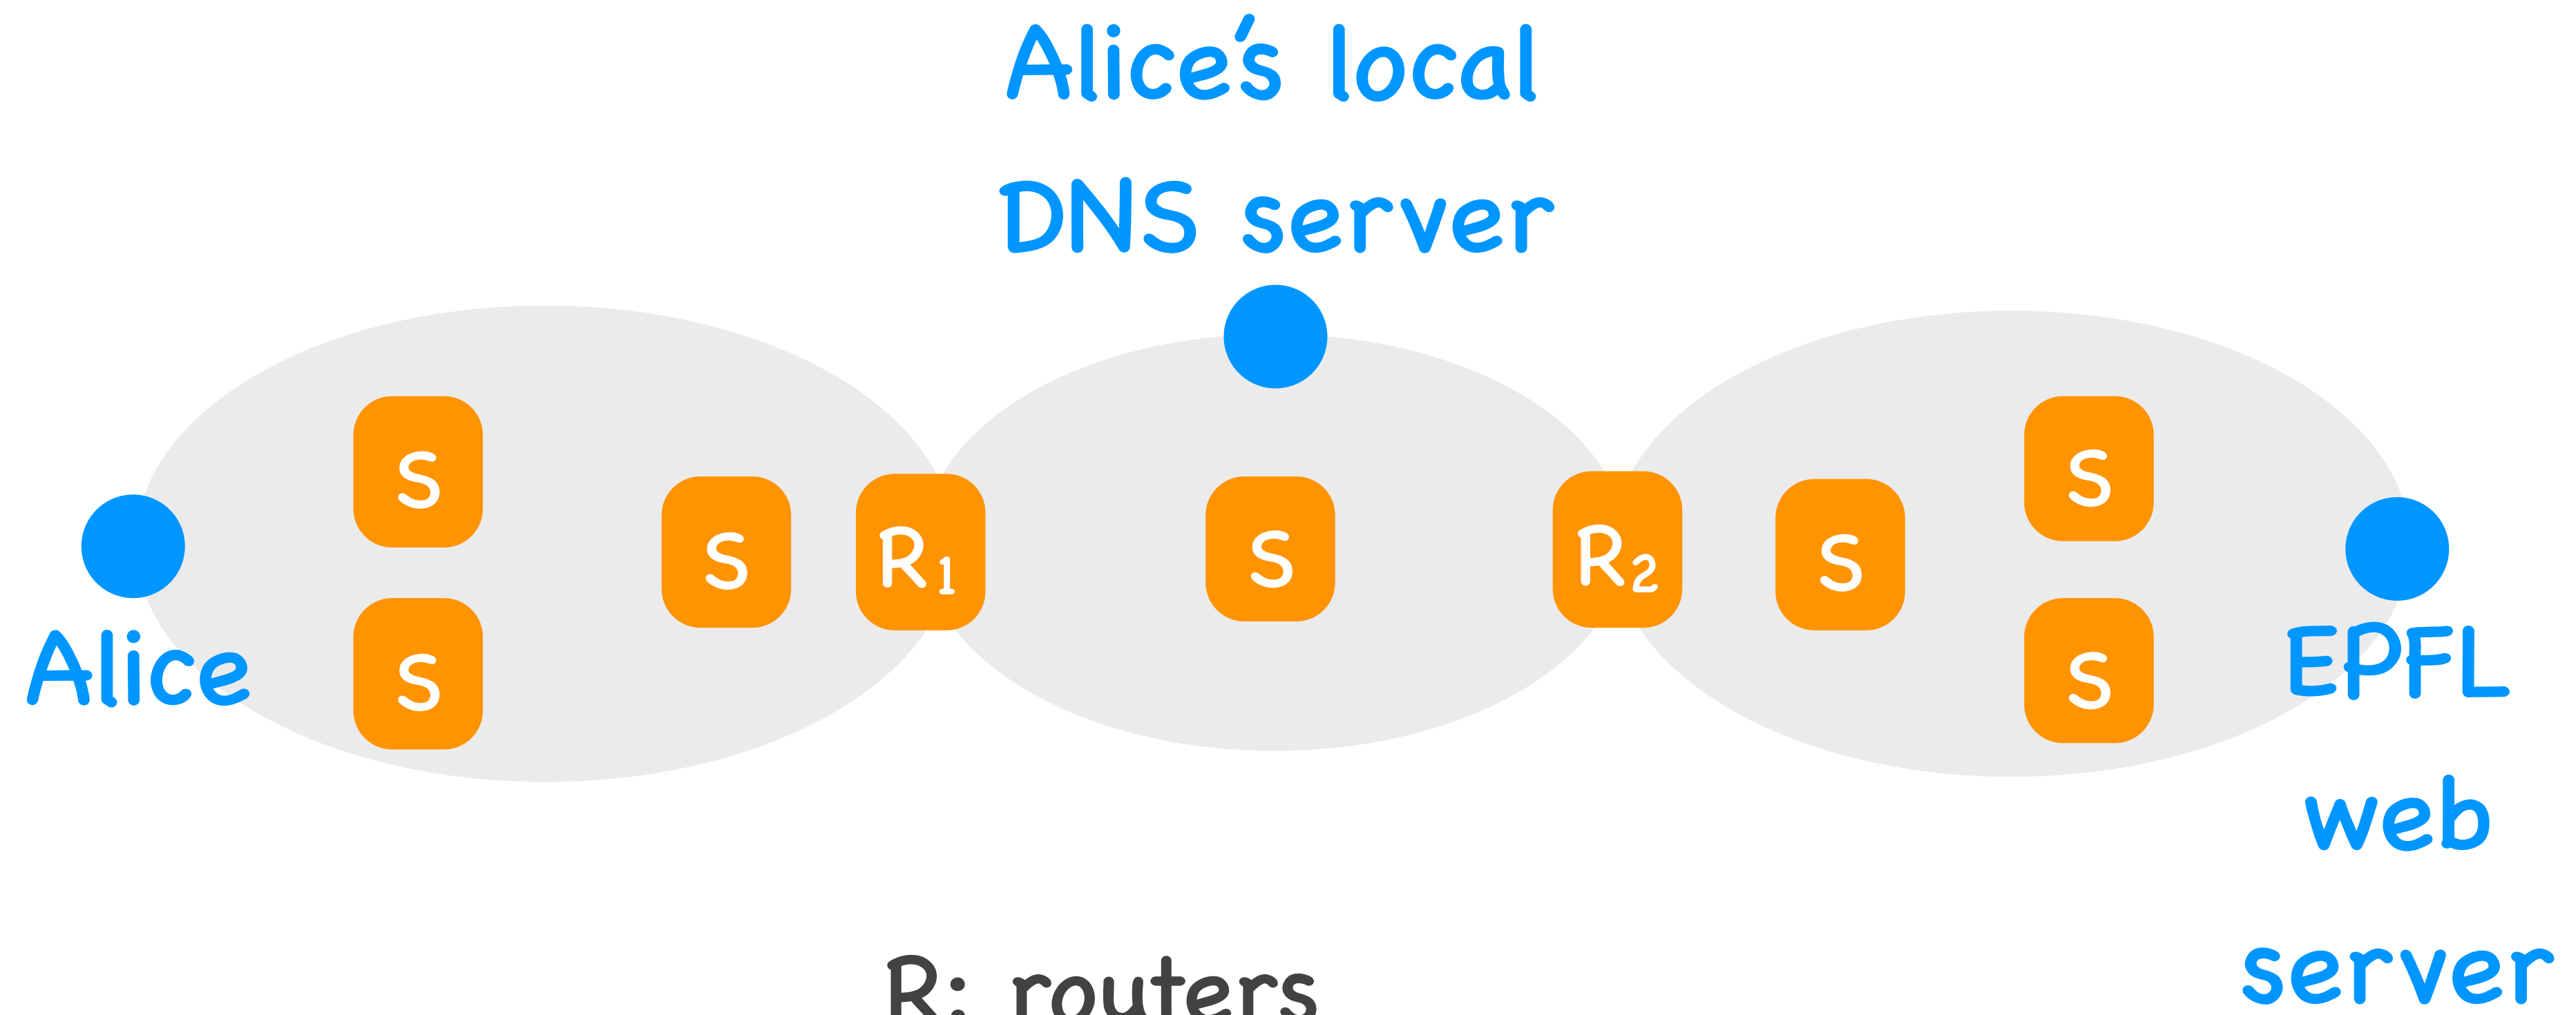 Alice's local
DNS server
S
S
S
R1
S
R2
S
S
S
Alice
EPFL
web
server
R: routers